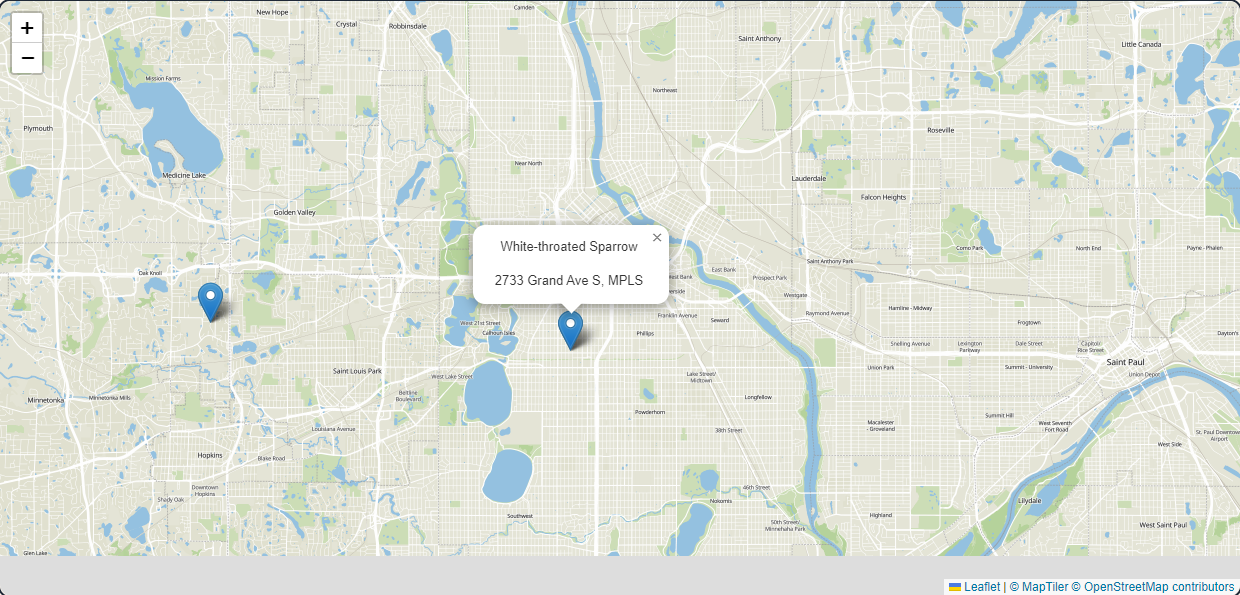 +
−
New Hope
Crystal
Robbinsdale
Camden
Saint Anthony
Little Canada
Mission Farms
Northeast
Plymouth
Roseville
Near North
Medicine Lake
Lauderdale
Falcon Heights
Golden Valley
Como Park
North End
Payne - Phalen
White-throated Sparrow
×
2733 Grand Ave S, MPLS
Oak Knoll
West Bank
East Bank
Saint Anthony Park
Prospect Park
Westgate
Hamline - Midway
Franklin Avenue
Seward
Raymond Avenue
Frogtown
West 21st Street
Calhoun Isles
Phillips
Dayton's
Snelling Avenue
Lexington
Parkway
Dale Street
Capitol/
Rice Street
Saint Paul
Union Depot
Union Park
Summit - University
Saint Louis Park
West Lake Street
Lake Street/
Midtown
Minnetonka
Minnetonka Mills
Beltline
Boulevard
Longfellow
Powderhorn
Summit Hill
Louisiana Avenue
38th Street
Macalester
- Groveland
West Seventh
- Fort Road
St. Paul Downtown
Airport
West Side
Hopkins
Blake Road
Downtown
Hopkins
Shady Oak
46th Street
Nokomis
Lilydale
Southwest
Highland
50th Street/
Minnehaha Park
West Saint Paul
Glen Lake
Leaflet | © MapTiler © OpenStreetMap contributors